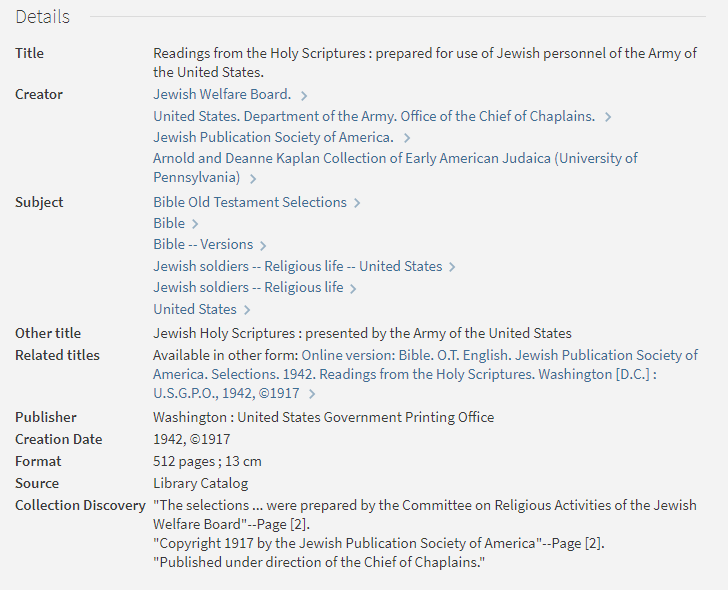 Details
Title Readings from the Holy Scriptures : prepared for use of Jewish personnel of the Army of
the United States.
Creator Jewish Welfare Board.
United States. Department of the Army. Office of the Chief of Chaplains.
Jewish Publication Society of America.
Arnold and Deanne Kaplan Collection of Early American Judaica (University of
Pennsylvania)
Subject Bible Old Testament Selections
Bible
Bible -- Versions
Jewish soldiers -- Religious life -- United States
Jewish soldiers -- Religious life
United States
Other title Jewish Holy Scriptures : presented by the Army of the United States
Related titles Available in other form: Online version: Bible. O.T. English. Jewish Publication Society of
America. Selections. 1942. Readings from the Holy Scriptures. Washington [D.C.] :
U.S.G.P.O., 1942, ©1917
Publisher Washington : United States Government Printing Office
Creation Date 1942, ©1917
Format 512 pages ; 13 cm
Source Library Catalog
Collection Discovery "The selections ... were prepared by the Committee on Religious Activities of the Jewish
Welfare Board"--Page [2].
"Copyright 1917 by the Jewish Publication Society of America"--Page [2].
"Published under direction of the Chief of Chaplains."